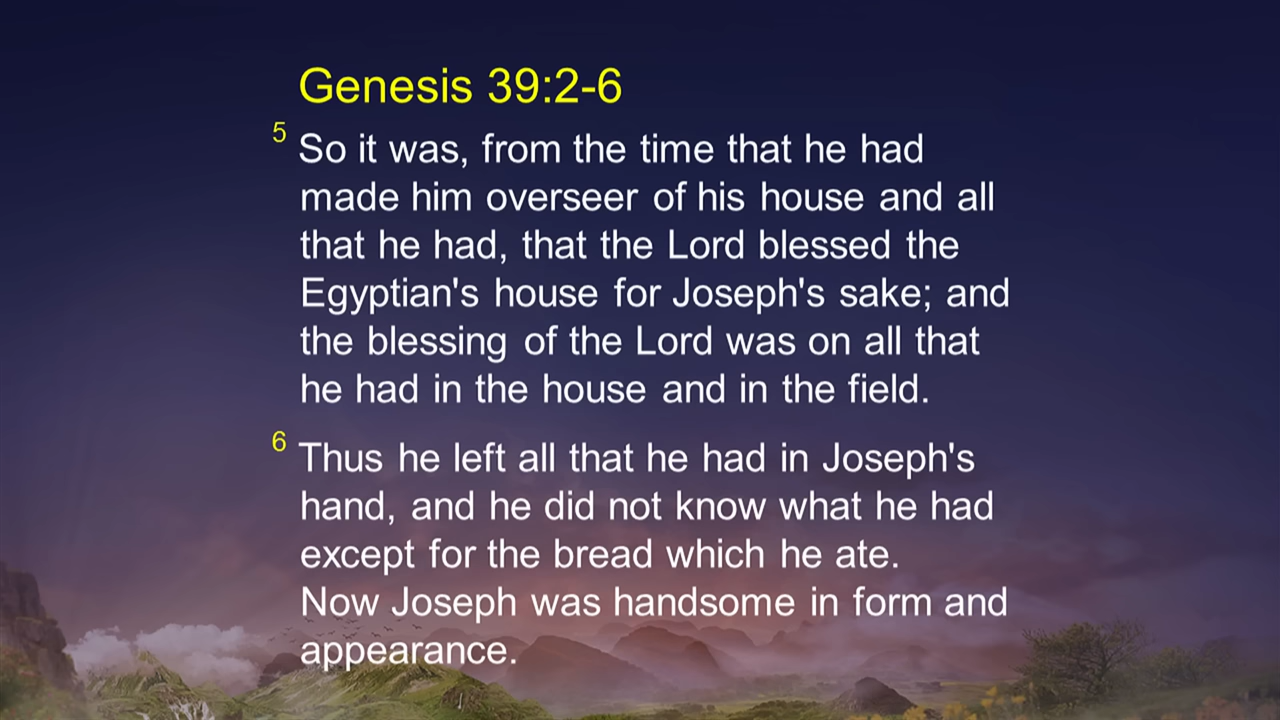 Genesis 39:2-6
5 So it was, from the time that he had
made him overseer of his house and all
that he had, that the Lord blessed the
Egyptian's house for Joseph's sake; and
the blessing of the Lord was on all that
he had in the house and in the field.
6 Thus he left all that he had in Joseph's
hand, and he did not know what he had
except for the bread which he ate.
Now Joseph was handsome in form and
appearance.